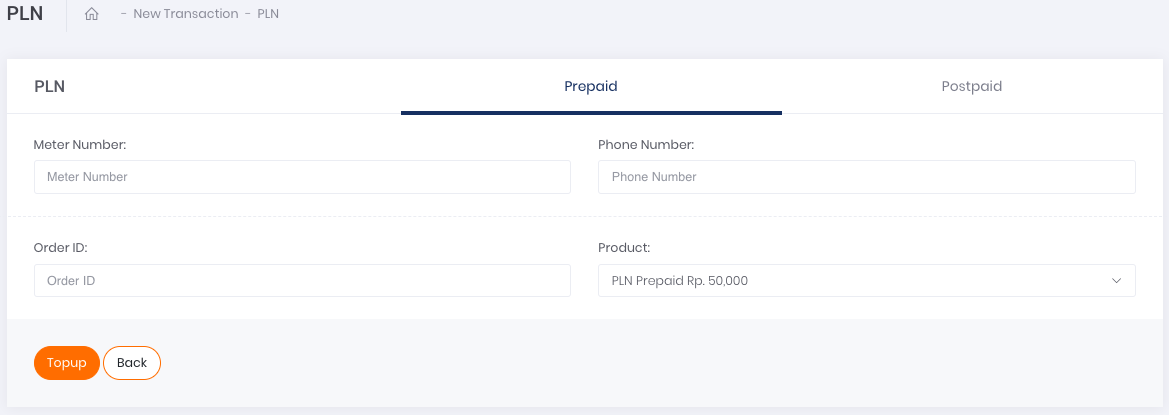 PLN - New Transaction - PLN
PLN Prepaid Postpaid
Meter Number: Phone Number:
Meter Number Phone Number
Order ID: Product:
Order ID PLN Prepaid Rp. 50,000
Topup Back